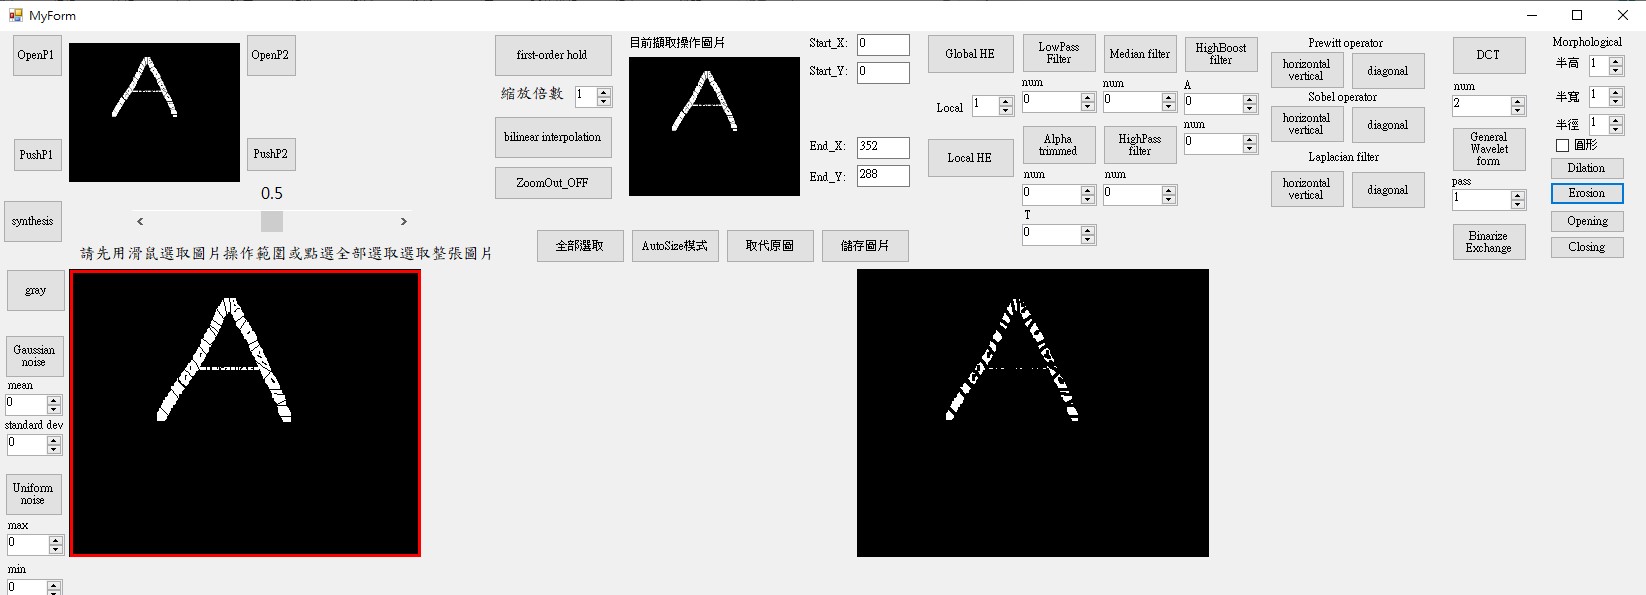 MyForm
OpenP1
OpenP2
PushP1
PushP2
0.5
synthesis
請先用滑鼠選取圖片操作範圍或點選全部選取選取整張圖片
first-order hold
縮放倍數 1
bilinear interpolation
ZoomOut_OFF
目前擷取操作圖片
Start_X: 0
Start_Y: 0
End_X: 352
End_Y: 288
全部選取
AutoSize模式
取代原圖
儲存圖片
Global HE
Local 1
Local HE
LowPass
Filter
num
0
Median filter
num
0
HighBoost
filter
A
0
num
0
Alpha
trimmed
num
0
T
0
HighPass
filter
num
0
Prewitt operator
horizontal
vertical
diagonal
Sobel operator
horizontal
vertical
diagonal
Laplacian filter
horizontal
vertical
diagonal
DCT
num
2
General
Wavelet
form
pass
1
Binarize
Exchange
Morphological
半高 1
半寬 1
半徑 1
圓形
Dilation
Erosion
Opening
Closing
gray
Gaussian
noise
mean
0
standard dev
0
Uniform
noise
max
0
min
0